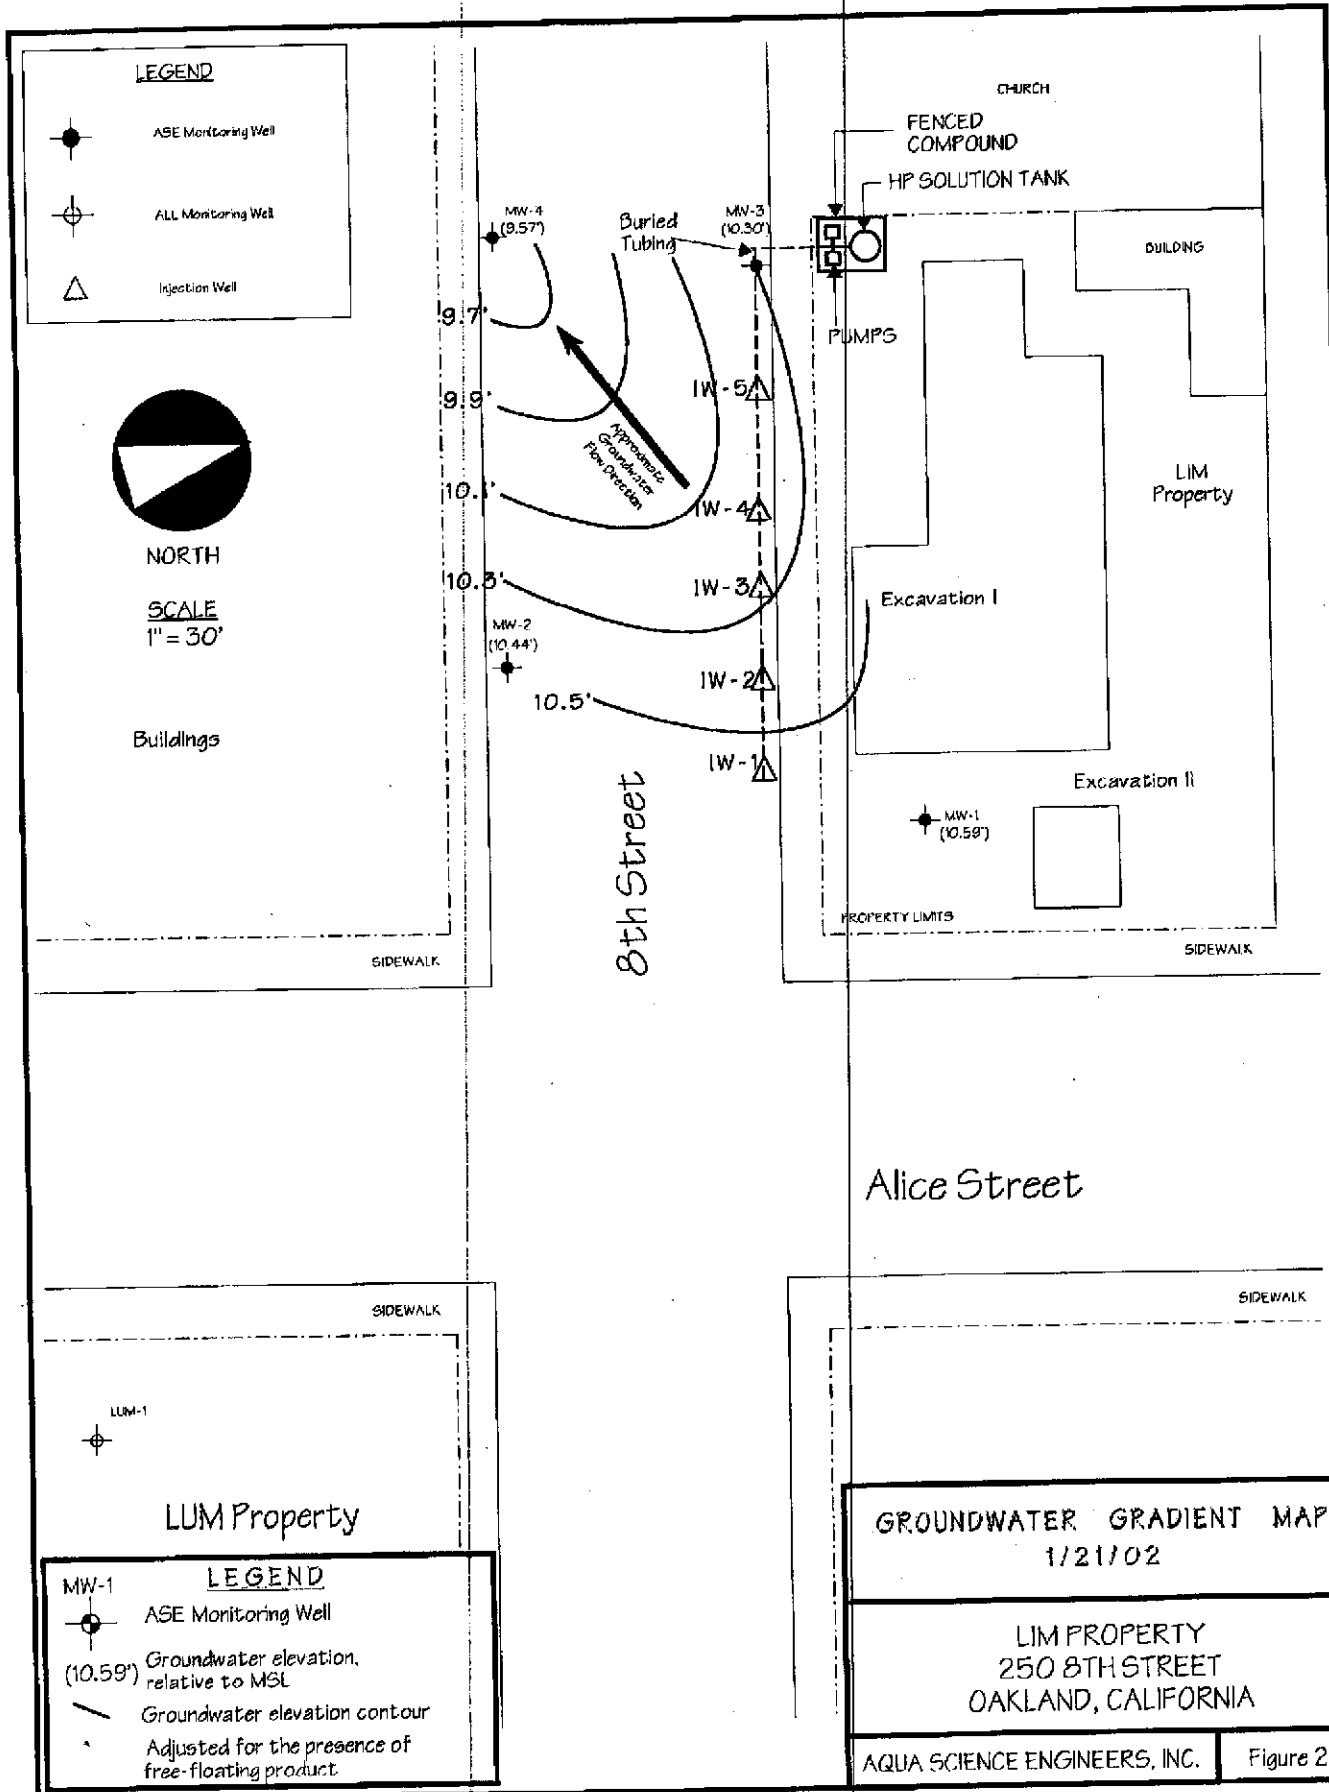 LEGEND
ASE Monitoring Well
ALL Monitoring Well
Injection Well
NORTH
SCALE
1" = 30'
Buildings
SIDEWALK
MW-4
(9.57')
Buried
Tubing
MW-3
(10.30')
CHURCH
FENCED
COMPOUND
HP SOLUTION TANK
BUILDING
PUMPS
9.7'
9.9'
10.1'
10.3'
10.5'
Approximate
Groundwater
Flow Direction
IW-5
IW-4
IW-3
IW-2
IW-1
MW-2
(10.44')
LIM
Property
Excavation I
Excavation II
MW-1
(10.59')
PROPERTY LIMITS
SIDEWALK
8th Street
Alice Street
SIDEWALK
SIDEWALK
LUM-1
LUM Property
LEGEND
MW-1
ASE Monitoring Well
(10.59') Groundwater elevation,
relative to MSL
Groundwater elevation contour
Adjusted for the presence of
free-floating product
GROUNDWATER GRADIENT MAP
1/21/02
LIM PROPERTY
250 8TH STREET
OAKLAND, CALIFORNIA
AQUA SCIENCE ENGINEERS, INC.
Figure 2